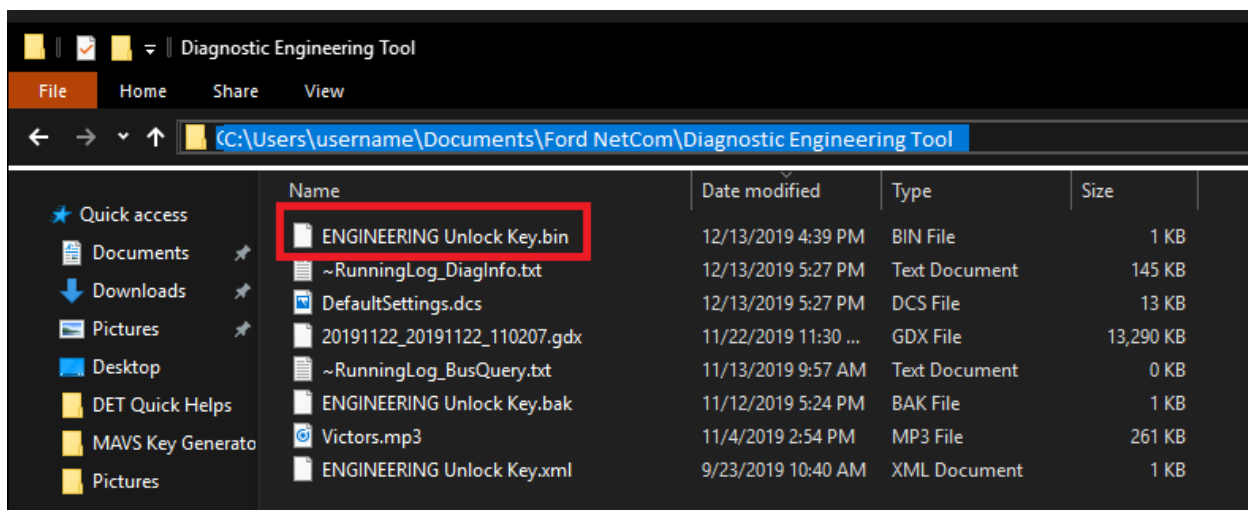 Diagnostic Engineering Tool
File Home Share View
C:\Users\username\Documents\Ford NetCom\Diagnostic Engineering Tool
Name Date modified Type Size
Quick access
Documents
Downloads
Pictures
Desktop
DET Quick Helps
MAVS Key Generato
Pictures
ENGINEERING Unlock Key.bin 12/13/2019 4:39 PM BIN File 1 KB
~RunningLog_DiagInfo.txt 12/13/2019 5:27 PM Text Document 145 KB
DefaultSettings.dcs 12/13/2019 5:27 PM DCS File 13 KB
20191122_20191122_110207.gdx 11/22/2019 11:30 ... GDX File 13,290 KB
~RunningLog_BusQuery.txt 11/13/2019 9:57 AM Text Document 0 KB
ENGINEERING Unlock Key.bak 11/12/2019 5:24 PM BAK File 1 KB
Victors.mp3 11/4/2019 2:54 PM MP3 File 261 KB
ENGINEERING Unlock Key.xml 9/23/2019 10:40 AM XML Document 1 KB